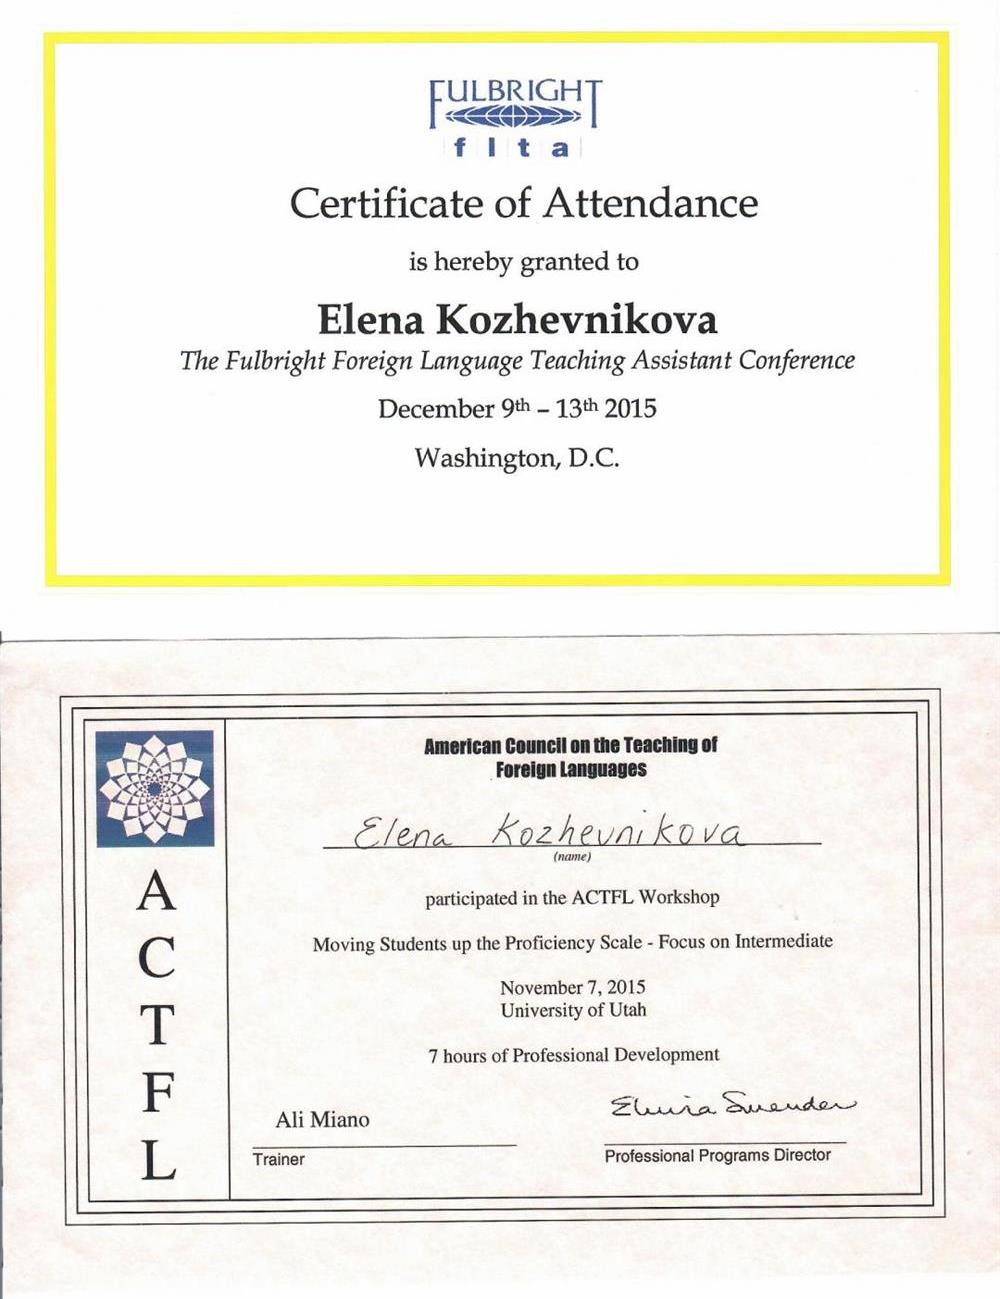 FULBRIGHT
flta
Certificate of Attendance
is hereby granted to
Elena Kozhevnikova
The Fulbright Foreign Language Teaching Assistant Conference
December 9th – 13th 2015
Washington, D.C.
A
C
T
F
L
American Council on the Teaching of
Foreign Languages
Elena Kozhevnikova
(name)
participated in the ACTFL Workshop
Moving Students up the Proficiency Scale - Focus on Intermediate
November 7, 2015
University of Utah
7 hours of Professional Development
Ali Miano
Elvira Swender
Trainer
Professional Programs Director